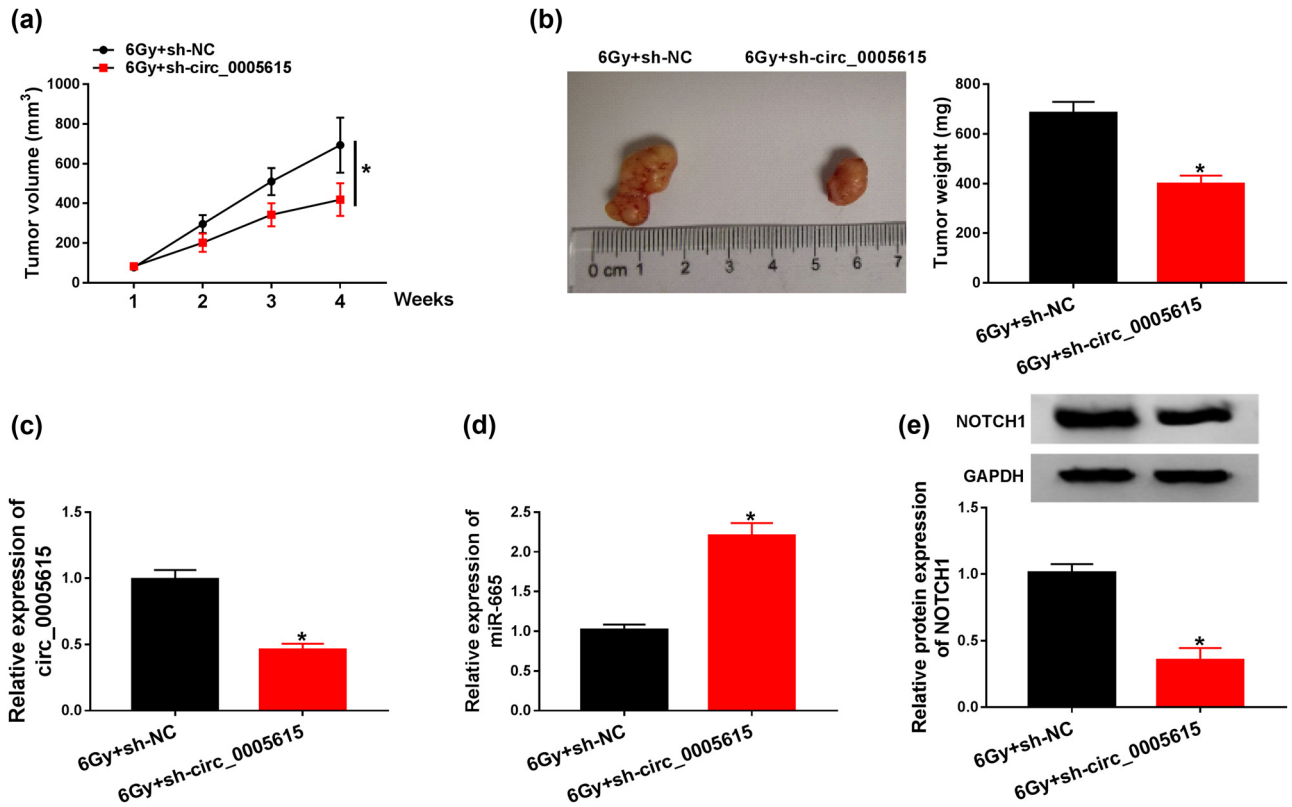 (a)
6Gy+sh-NC
6Gy+sh-circ_0005615
Tumor volume (mm3)
1000
800
600
400
200
0
*
1 2 3 4 Weeks
(b)
6Gy+sh-NC 6Gy+sh-circ_0005615
0 cm 1 2 3 4 5 6 7
Tumor weight (mg)
800
600
400
200
0
*
6Gy+sh-NC
6Gy+sh-circ_0005615
(c)
Relative expression of
circ_0005615
1.5
1.0
0.5
0.0
*
6Gy+sh-NC
6Gy+sh-circ_0005615
(d)
Relative expression of
miR-665
2.5
2.0
1.5
1.0
0.5
0.0
*
6Gy+sh-NC
6Gy+sh-circ_0005615
(e)
NOTCH1
GAPDH
Relative protein expression
of NOTCH1
1.5
1.0
0.5
0.0
*
6Gy+sh-NC
6Gy+sh-circ_0005615